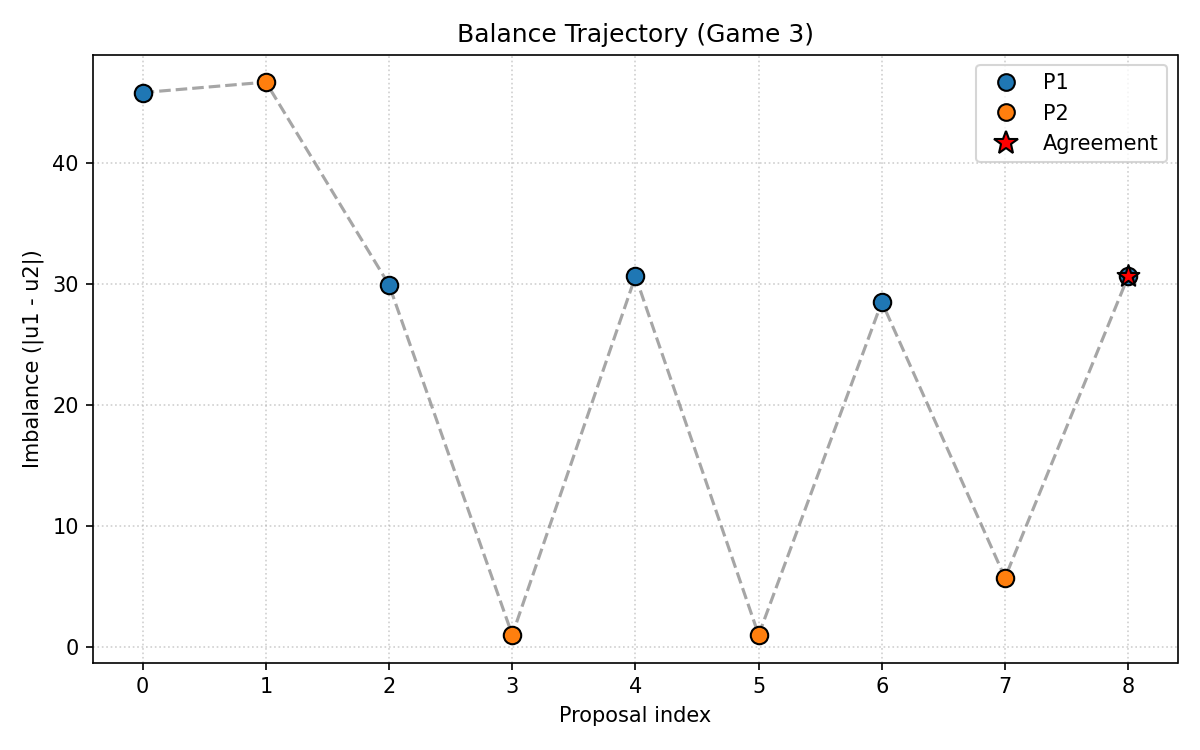 Balance Trajectory (Game 3)
P1
P2
Agreement
Imbalance (|u1 - u2|)
40
30
20
10
0
0 1 2 3 4 5 6 7 8
Proposal index